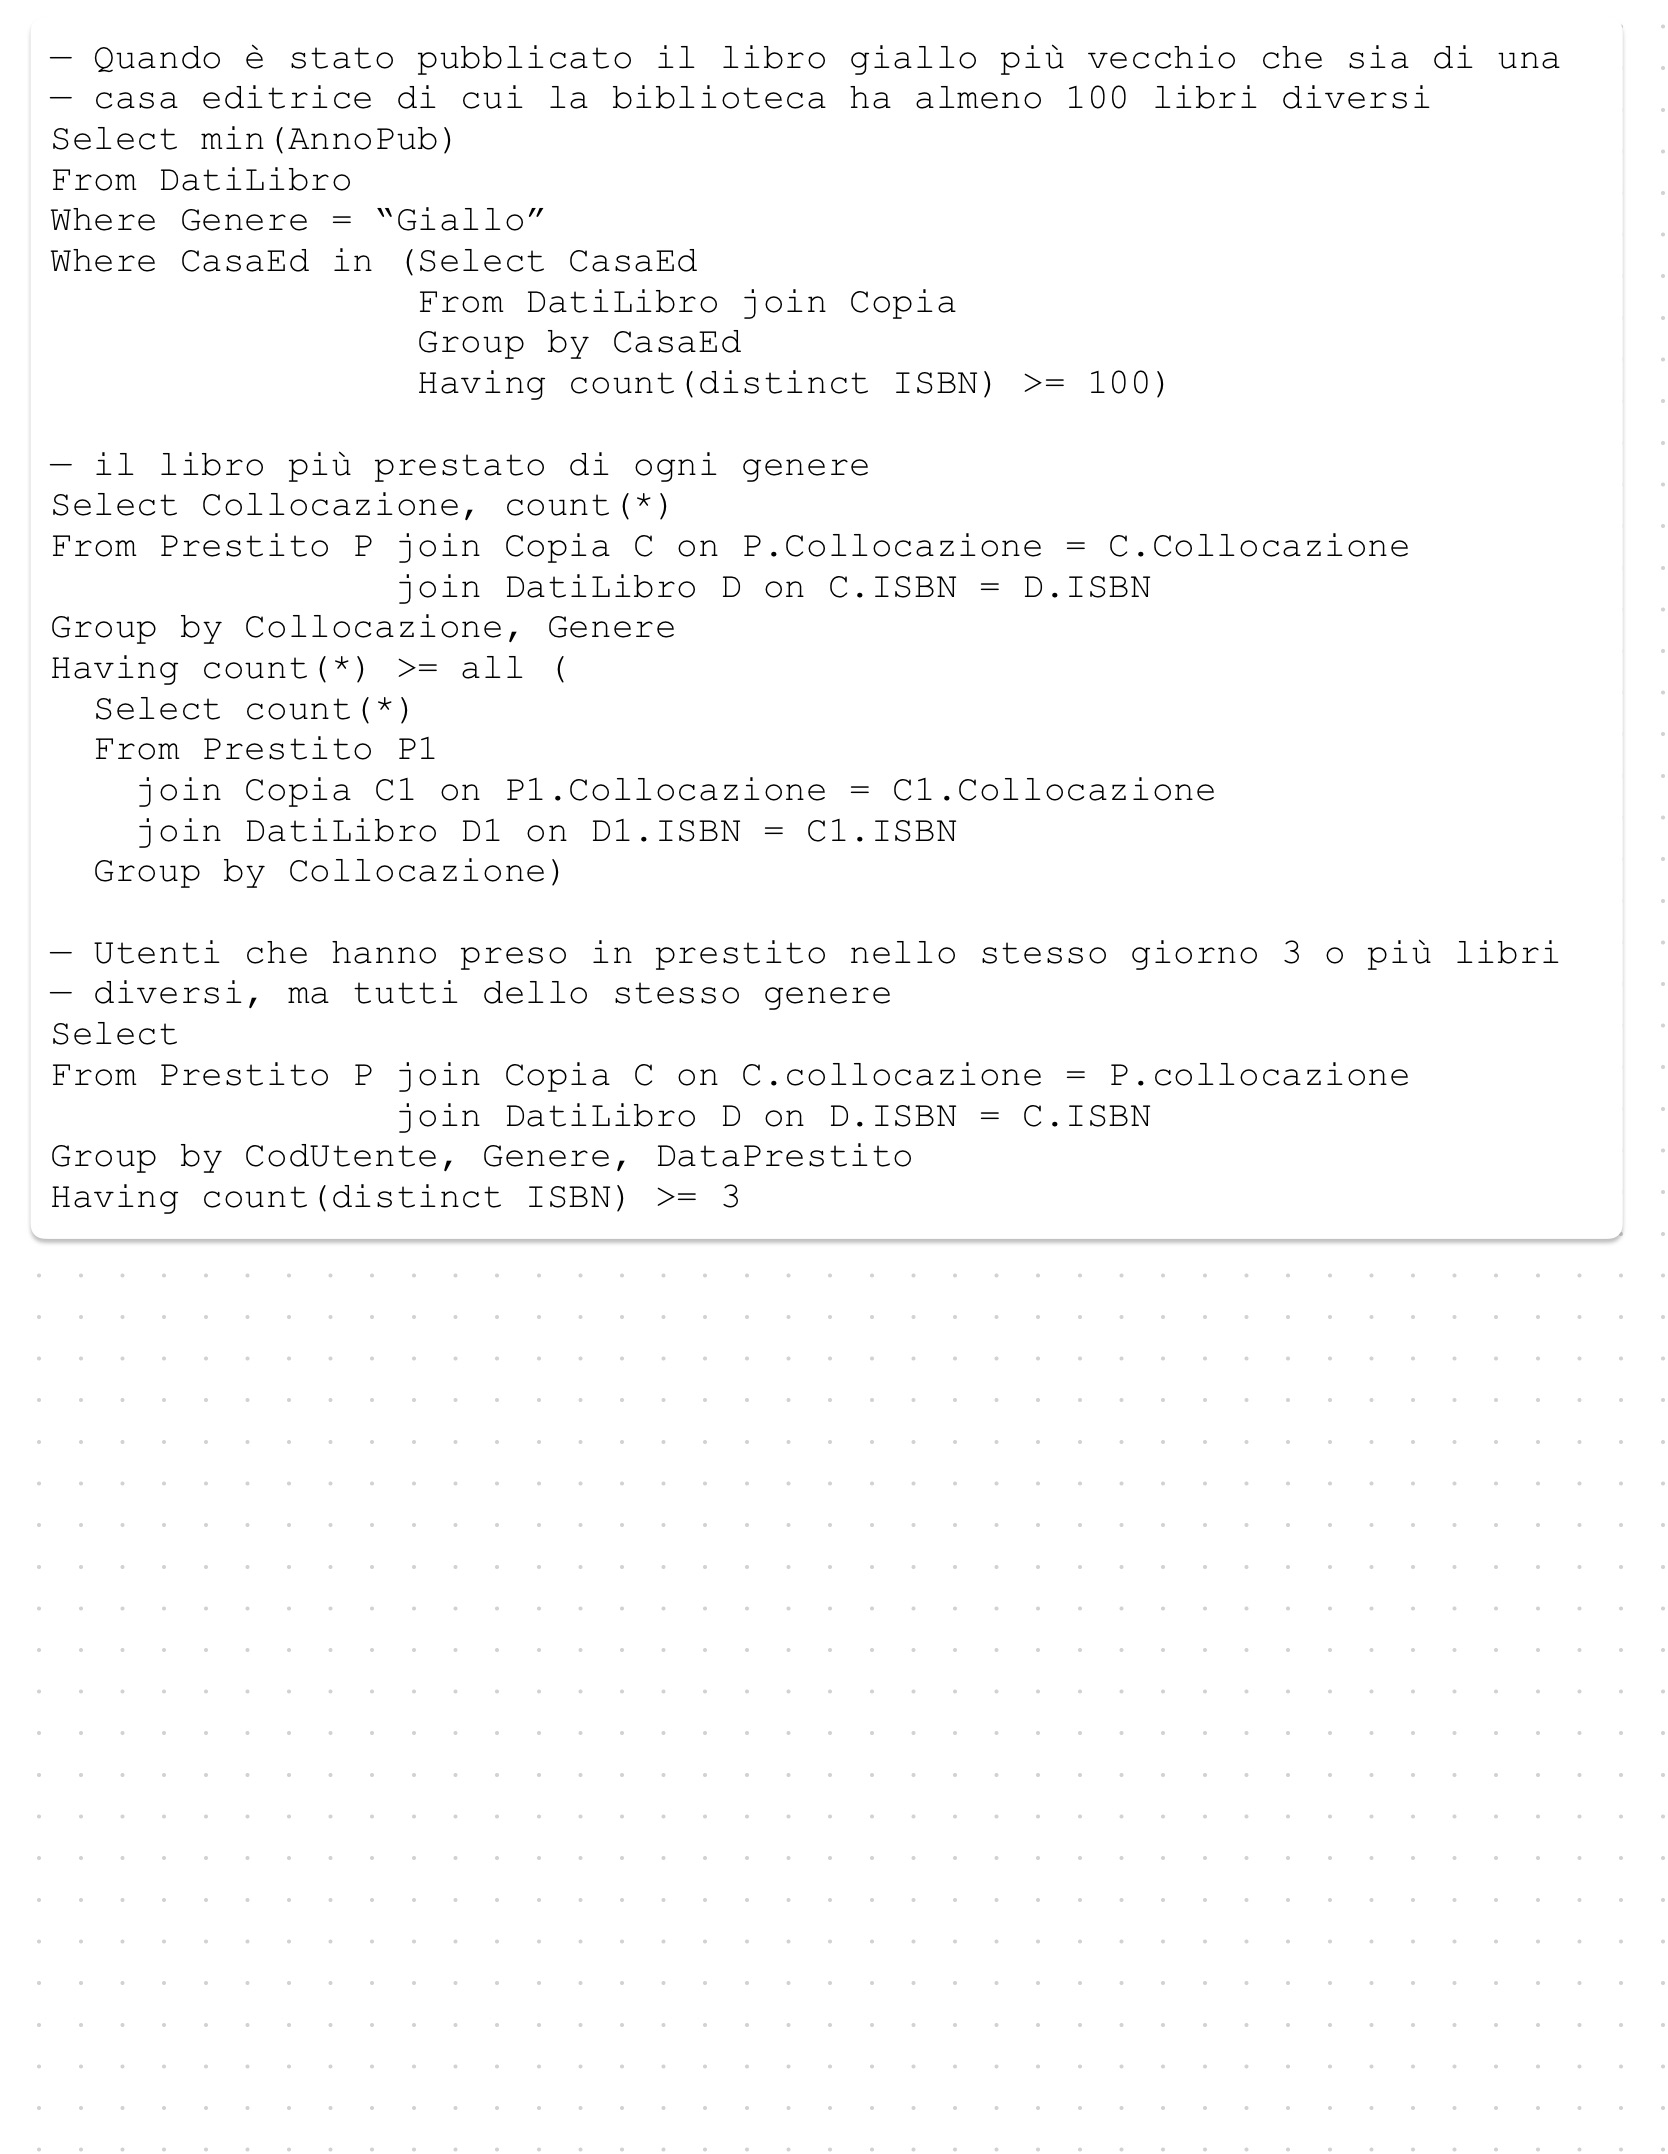 — Quando è stato pubblicato il libro giallo più vecchio che sia di una
— casa editrice di cui la biblioteca ha almeno 100 libri diversi
Select min(AnnoPub)
From DatiLibro
Where Genere = “Giallo”
Where CasaEd in (Select CasaEd
                 From DatiLibro join Copia
                 Group by CasaEd
                 Having count(distinct ISBN) >= 100)

— il libro più prestato di ogni genere
Select Collocazione, count(*)
From Prestito P join Copia C on P.Collocazione = C.Collocazione
                join DatiLibro D on C.ISBN = D.ISBN
Group by Collocazione, Genere
Having count(*) >= all (
  Select count(*)
  From Prestito P1
    join Copia C1 on P1.Collocazione = C1.Collocazione
    join DatiLibro D1 on D1.ISBN = C1.ISBN
  Group by Collocazione)

— Utenti che hanno preso in prestito nello stesso giorno 3 o più libri
— diversi, ma tutti dello stesso genere
Select
From Prestito P join Copia C on C.collocazione = P.collocazione
                join DatiLibro D on D.ISBN = C.ISBN
Group by CodUtente, Genere, DataPrestito
Having count(distinct ISBN) >= 3